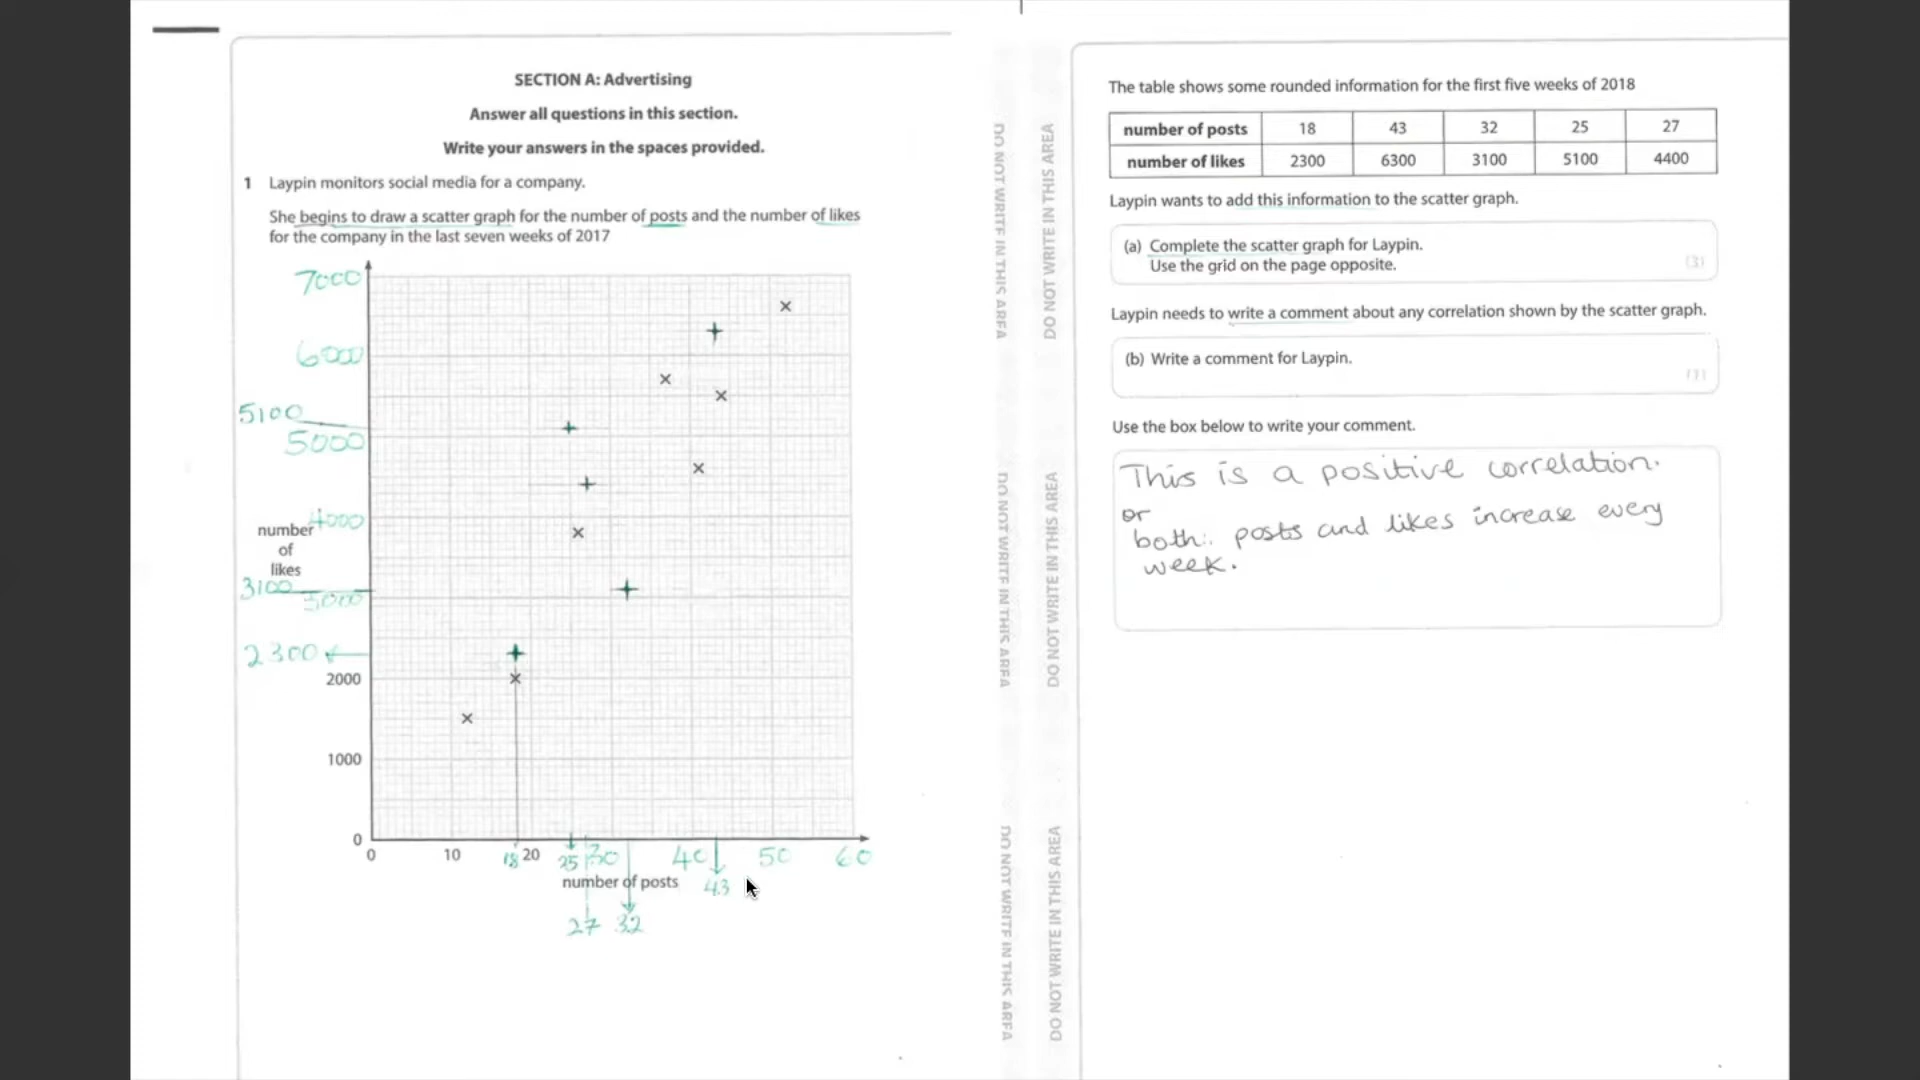 SECTION A: Advertising
Answer all questions in this section.
Write your answers in the spaces provided.
1 Laypin monitors social media for a company.
She begins to draw a scatter graph for the number of posts and the number of likes
for the company in the last seven weeks of 2017
7000
6000
5100
5000
4000
number
of
likes
3100
3000
2300
2000
1000
0
0 10 18 20 25 30 40 50 60
number of posts 43
27 32
DO NOT WRITE IN THIS AREA
DO NOT WRITE IN THIS AREA
DO NOT WRITE IN THIS AREA
DO NOT WRITE IN THIS AREA
DO NOT WRITE IN THIS AREA
DO NOT WRITE IN THIS AREA
The table shows some rounded information for the first five weeks of 2018
number of posts 18 43 32 25 27
number of likes 2300 6300 3100 5100 4400
Laypin wants to add this information to the scatter graph.
(a) Complete the scatter graph for Laypin.
Use the grid on the page opposite.
(3)
Laypin needs to write a comment about any correlation shown by the scatter graph.
(b) Write a comment for Laypin.
(1)
Use the box below to write your comment.
This is a positive correlation.
or
both: posts and likes increase every
week.